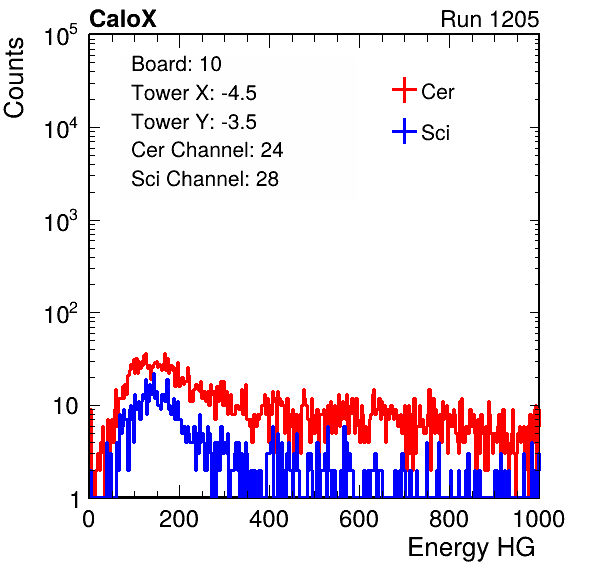 CaloX Run 1205
Counts
Board: 10
Tower X: -4.5
Tower Y: -3.5
Cer Channel: 24
Sci Channel: 28
Cer
Sci
10^5
10^4
10^3
10^2
10
1
0 200 400 600 800 1000
Energy HG